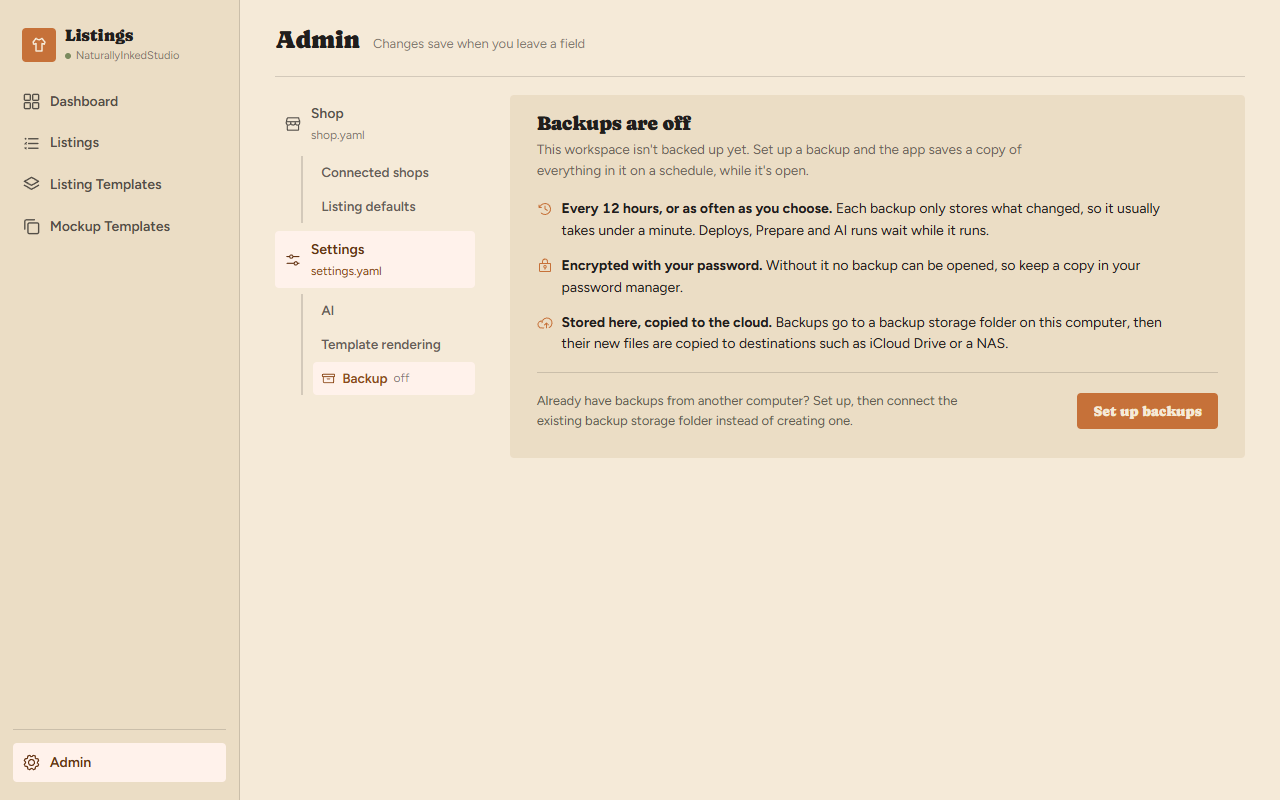 Listings
NaturallyInkedStudio
Dashboard
Listings
Listing Templates
Mockup Templates
Admin
Admin
Changes save when you leave a field
Shop
shop.yaml
Connected shops
Listing defaults
Settings
settings.yaml
AI
Template rendering
Backup off
Backups are off
This workspace isn't backed up yet. Set up a backup and the app saves a copy of
everything in it on a schedule, while it's open.
Every 12 hours, or as often as you choose. Each backup only stores what changed, so it usually
takes under a minute. Deploys, Prepare and AI runs wait while it runs.
Encrypted with your password. Without it no backup can be opened, so keep a copy in your
password manager.
Stored here, copied to the cloud. Backups go to a backup storage folder on this computer, then
their new files are copied to destinations such as iCloud Drive or a NAS.
Already have backups from another computer? Set up, then connect the
existing backup storage folder instead of creating one.
Set up backups